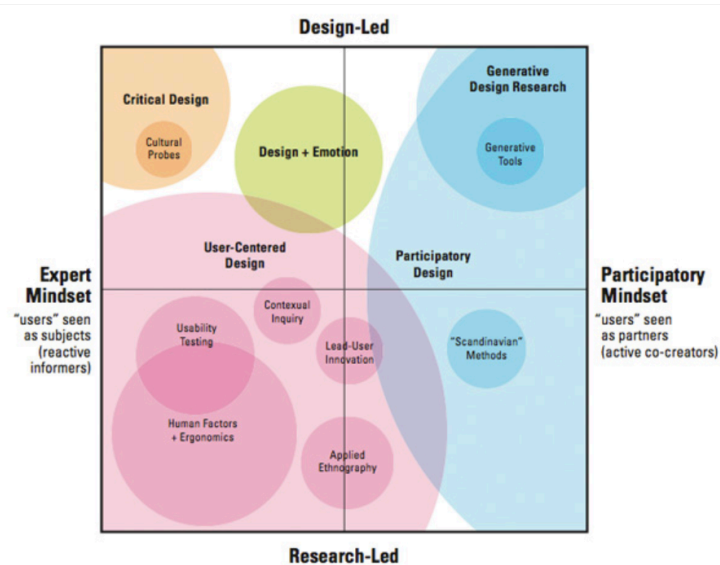 Design-Led
Generative
Design Research
Critical Design
Cultural
Probes
Design + Emotion
Generative
Tools
User-Centered
Design
Participatory
Design
Expert
Mindset
"users" seen
as subjects
(reactive
informers)
Participatory
Mindset
"users" seen
as partners
(active co-creators)
Contexual
Inquiry
Usability
Testing
Lead-User
Innovation
"Scandinavian"
Methods
Human Factors
+ Ergonomics
Applied
Ethnography
Research-Led